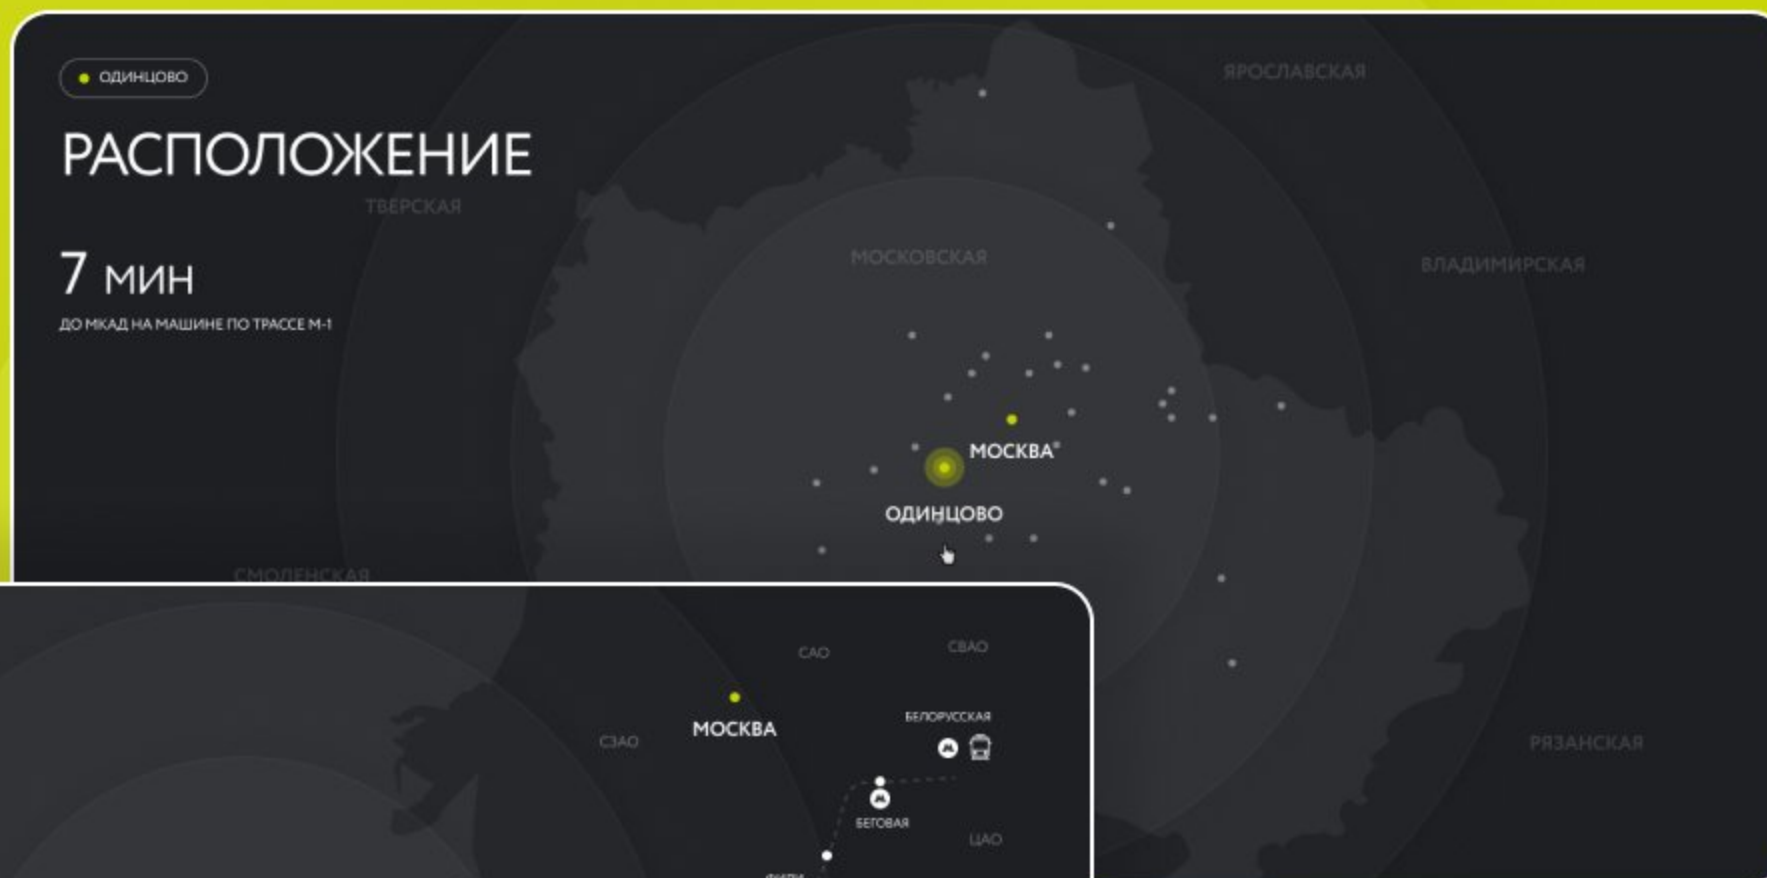 ОДИНЦОВО
РАСПОЛОЖЕНИЕ
7 МИН
ДО МКАД НА МАШИНЕ ПО ТРАССЕ М-1
ЯРОСЛАВСКАЯ
ТВЕРСКАЯ
МОСКОВСКАЯ
ВЛАДИМИРСКАЯ
МОСКВА
ОДИНЦОВО
СМОЛЕНСКАЯ
РЯЗАНСКАЯ
САО
СВАО
МОСКВА
БЕЛОРУССКАЯ
СЗАО
БЕГОВАЯ
ЦАО
ФИЛИ